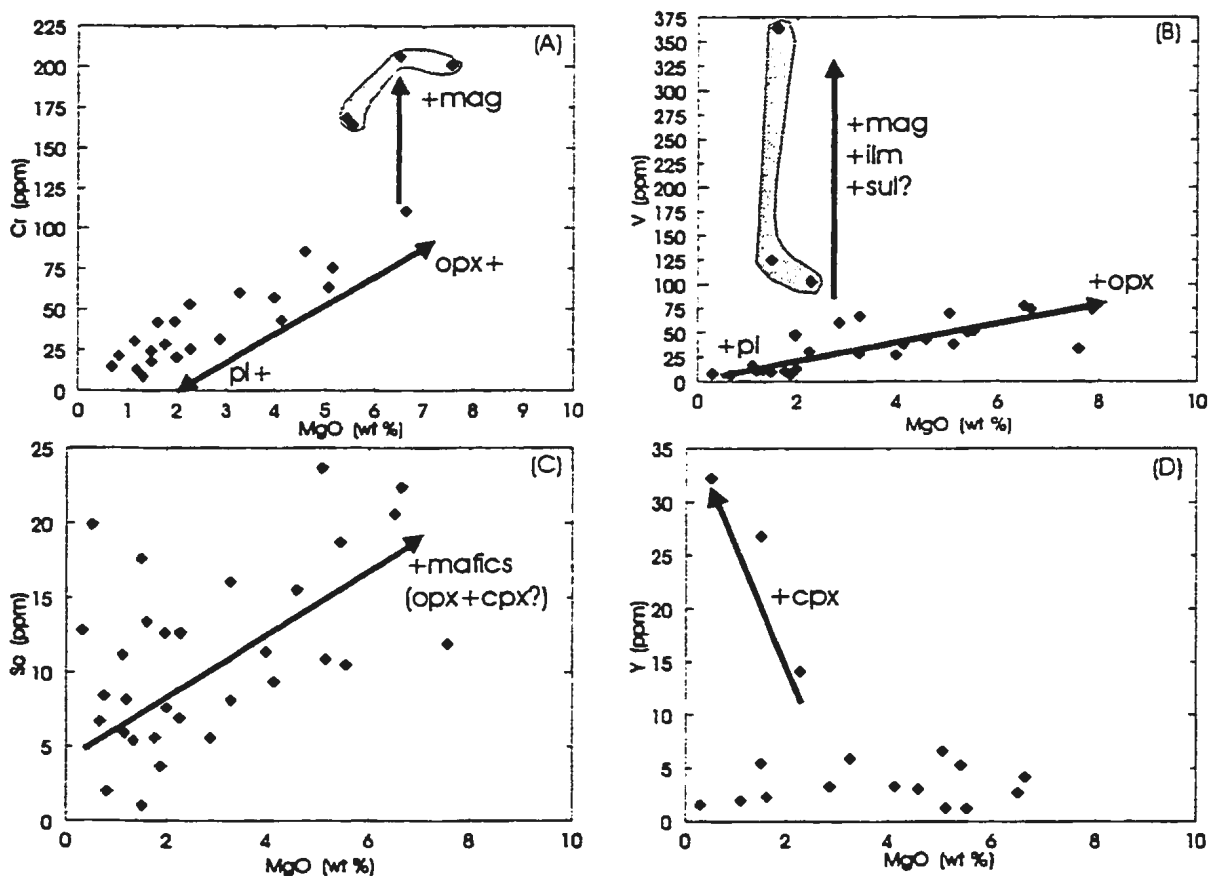 225
200
175
150
125
100
75
50
25
0
Cr (ppm)
(A)
+mag
opx+
pl+
0 1 2 3 4 5 6 7 8 9 10
MgO (wt %)
375
350
325
300
275
250
225
200
175
150
125
100
75
50
25
0
V (ppm)
(B)
+mag
+ilm
+sul?
+opx
+pl
0 2 4 6 8 10
MgO (wt %)
25
20
15
10
5
0
Sc (ppm)
(C)
+mafics
(opx+cpx?)
0 2 4 6 8 10
MgO (wt %)
35
30
25
20
15
10
5
0
Y (ppm)
(D)
+cpx
0 2 4 6 8 10
MgO (wt %)